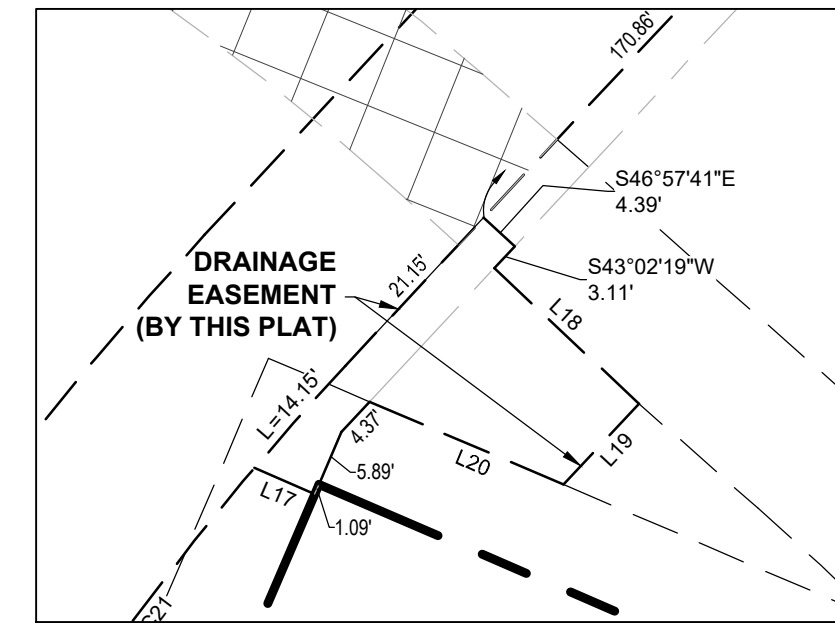 170.86'
S46°57'41"E
4.39'
DRAINAGE
EASEMENT
(BY THIS PLAT)
21.15'
S43°02'19"W
3.11'
L18
L=14.15'
4.37'
L20
L19
5.89'
L17
1.09'